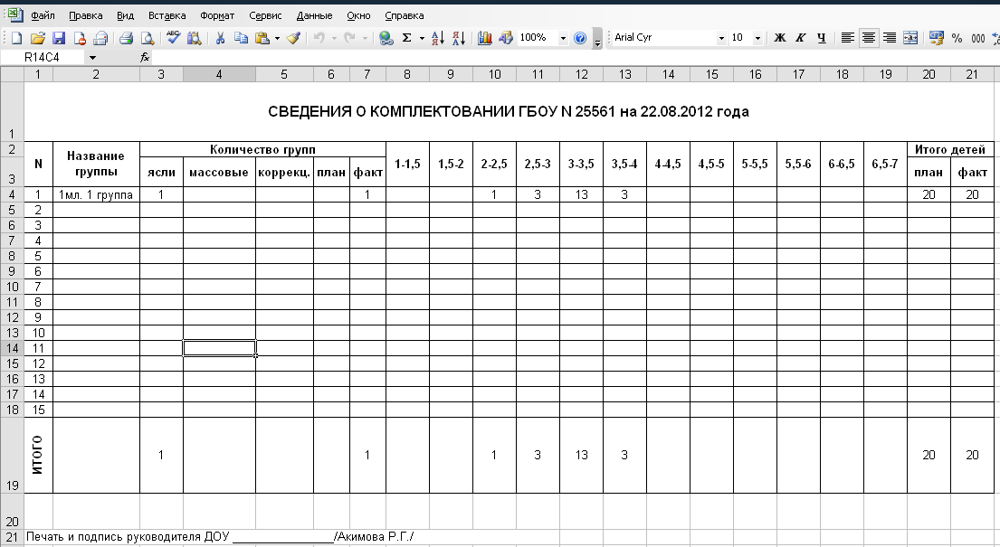 Файл Правка Вид Вставка Формат Сервис Данные Окно Справка
100% Arial Cyr 10 Ж К Ч % 000
R14C4 fx
1 2 3 4 5 6 7 8 9 10 11 12 13 14 15 16 17 18 19 20 21
1 СВЕДЕНИЯ О КОМПЛЕКТОВАНИИ ГБОУ N 25561 на 22.08.2012 года
2 N Название группы Количество групп 1-1,5 1,5-2 2-2,5 2,5-3 3-3,5 3,5-4 4-4,5 4,5-5 5-5,5 5,5-6 6-6,5 6,5-7 Итого детей
3 ясли массовые коррекц. план факт план факт
4 1 1мл. 1 группа 1 1 1 3 13 3 20 20
5 2
6 3
7 4
8 5
9 6
10 7
11 8
12 9
13 10
14 11
15 12
16 13
17 14
18 15
19 ИТОГО 1 1 1 3 13 3 20 20
20
21 Печать и подпись руководителя ДОУ ________________/Акимова Р.Г./